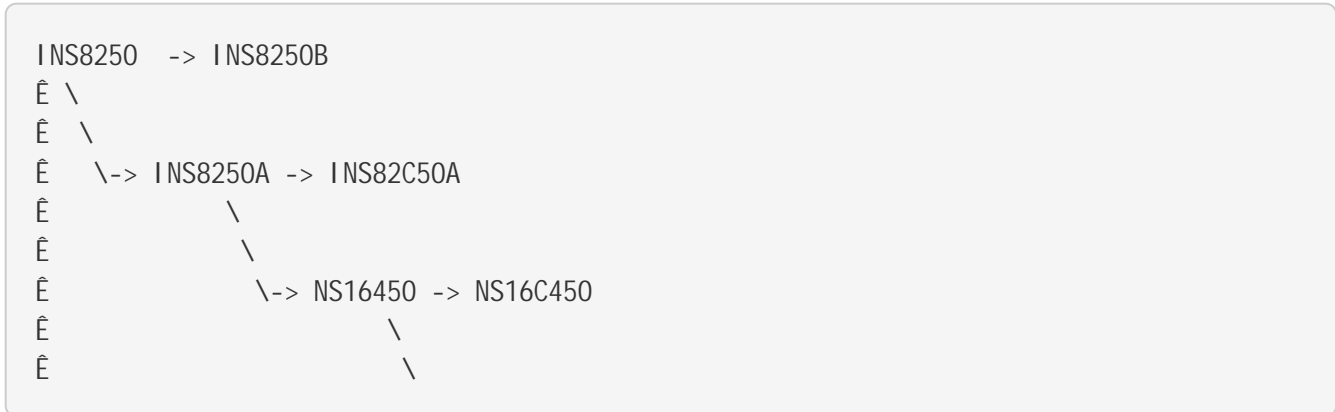 INS8250  -> INS8250B
Ê \
Ê  \
Ê   \-> INS8250A -> INS82C50A
Ê             \
Ê              \
Ê               \-> NS16450 -> NS16C450
Ê                          \
Ê                           \